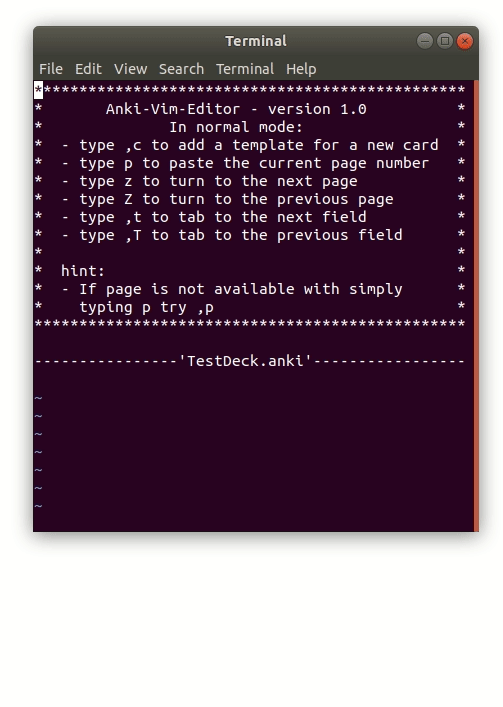 Terminal
File Edit View Search Terminal Help
************************************************
*       Anki-Vim-Editor - version 1.0          *
*              In normal mode:                 *
*  - type ,c to add a template for a new card  *
*  - type p to paste the current page number   *
*  - type z to turn to the next page           *
*  - type Z to turn to the previous page       *
*  - type ,t to tab to the next field          *
*  - type ,T to tab to the previous field      *
*                                              *
*  hint:                                       *
*  - If page is not available with simply      *
*    typing p try ,p                           *
************************************************
----------------'TestDeck.anki'-----------------
~
~
~
~
~
~
~